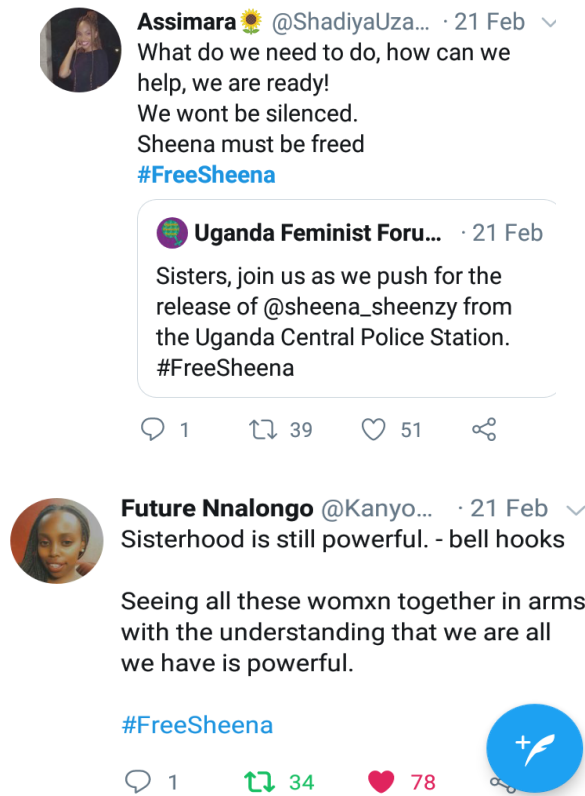 Assimara🌻 @ShadiyaUza... · 21 Feb
What do we need to do, how can we
help, we are ready!
We wont be silenced.
Sheena must be freed
#FreeSheena
Uganda Feminist Foru... · 21 Feb
Sisters, join us as we push for the
release of @sheena_sheenzy from
the Uganda Central Police Station.
#FreeSheena
1 39 51
Future Nnalongo @Kanyo... · 21 Feb
Sisterhood is still powerful. - bell hooks
Seeing all these womxn together in arms
with the understanding that we are all
we have is powerful.
#FreeSheena
1 34 78